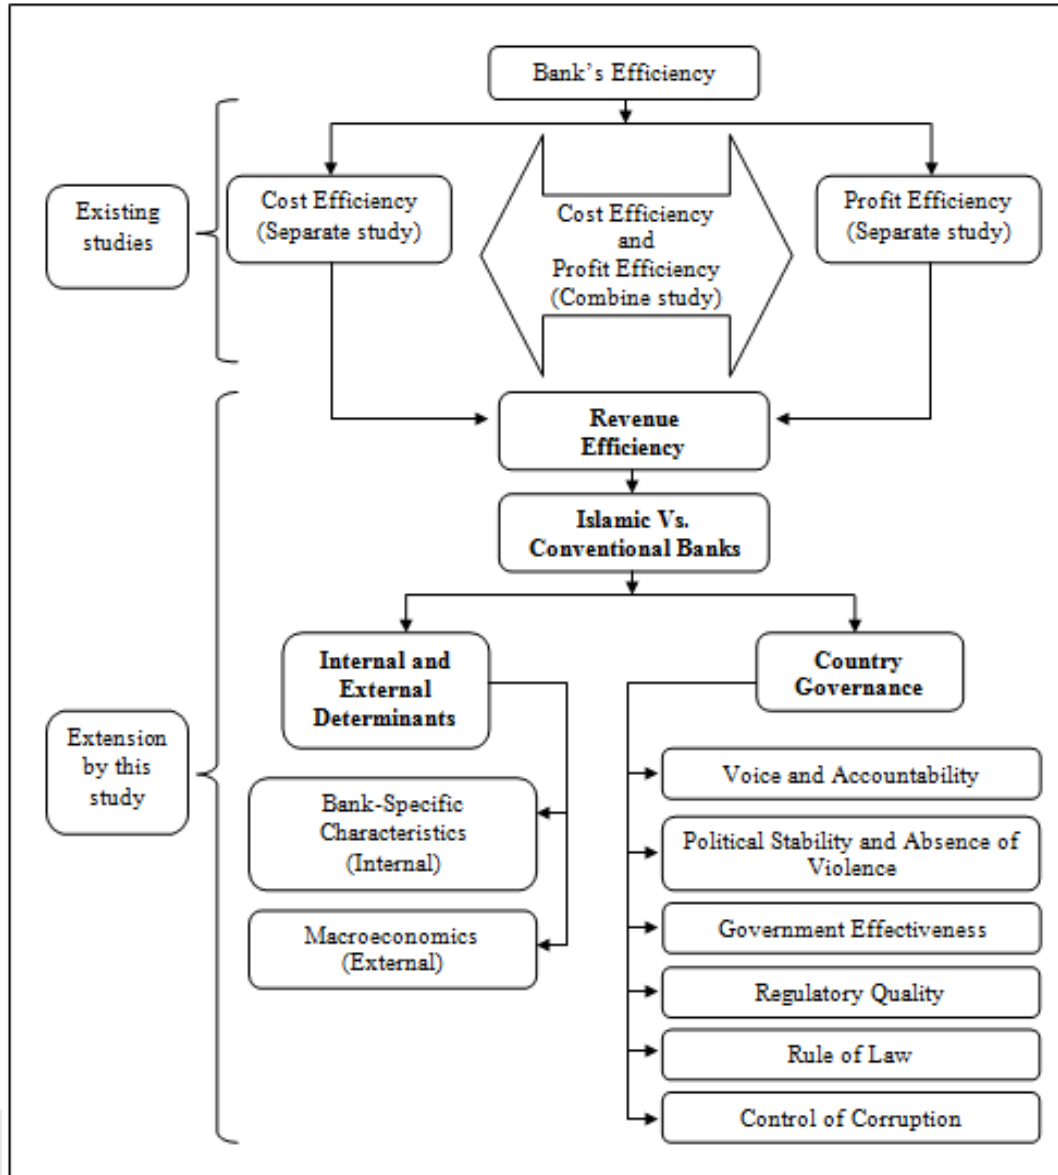 Bank's Efficiency
Existing
studies
Cost Efficiency
(Separate study)
Cost Efficiency
and
Profit Efficiency
(Combine study)
Profit Efficiency
(Separate study)
Revenue
Efficiency
Islamic Vs.
Conventional Banks
Extension
by this
study
Internal and
External
Determinants
Bank-Specific
Characteristics
(Internal)
Macroeconomics
(External)
Country
Governance
Voice and Accountability
Political Stability and Absence of
Violence
Government Effectiveness
Regulatory Quality
Rule of Law
Control of Corruption